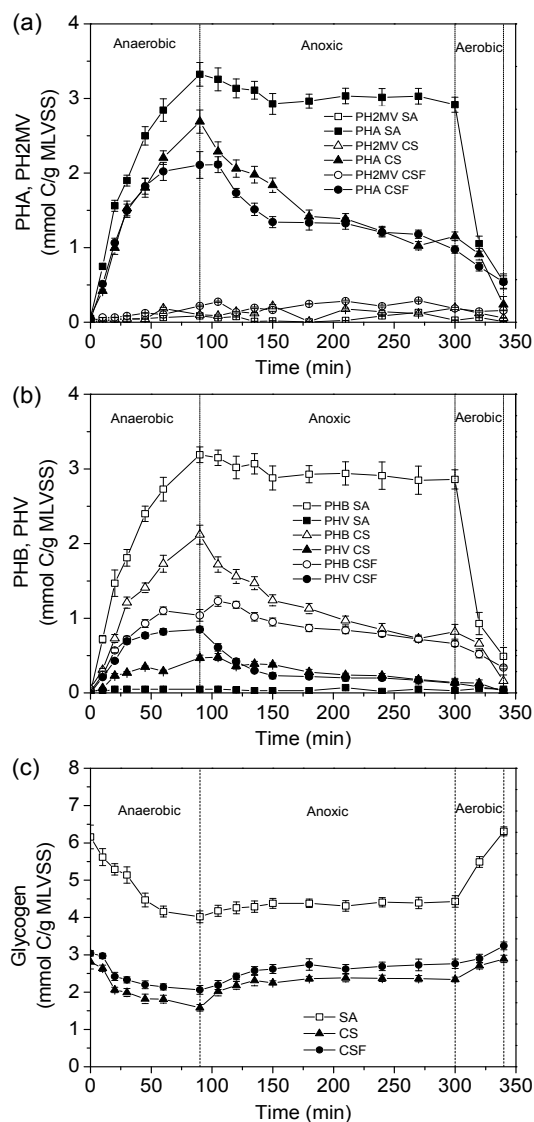 (a)
4
3
2
1
0
PHA, PH2MV
(mmol C/g MLVSS)
Anaerobic
Anoxic
Aerobic
PH2MV SA
PHA SA
PH2MV CS
PHA CS
PH2MV CSF
PHA CSF
0 50 100 150 200 250 300 350
Time (min)
(b)
4
3
2
1
0
PHB, PHV
(mmol C/g MLVSS)
Anaerobic
Anoxic
Aerobic
PHB SA
PHV SA
PHB CS
PHV CS
PHB CSF
PHV CSF
0 50 100 150 200 250 300 350
Time (min)
(c)
8
7
6
5
4
3
2
1
0
Glycogen
(mmol C/g MLVSS)
Anaerobic
Anoxic
Aerobic
SA
CS
CSF
0 50 100 150 200 250 300 350
Time (min)